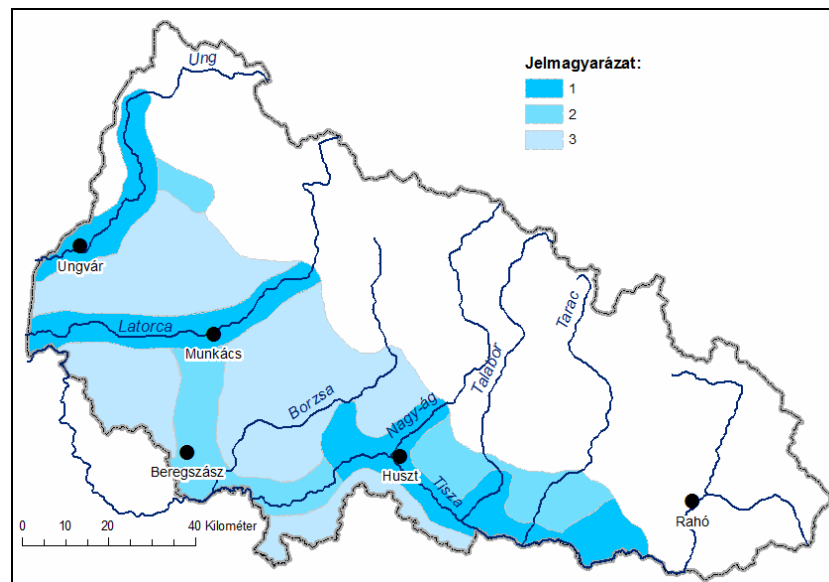 Ung
Jelmagyarázat:
1
2
3
Ungvár
Latorca
Munkács
Borzsa
Nagy-ág
Talabor
Tarac
Beregszász
Huszt
Tisza
Rahó
0 10 20 40 Kilométer